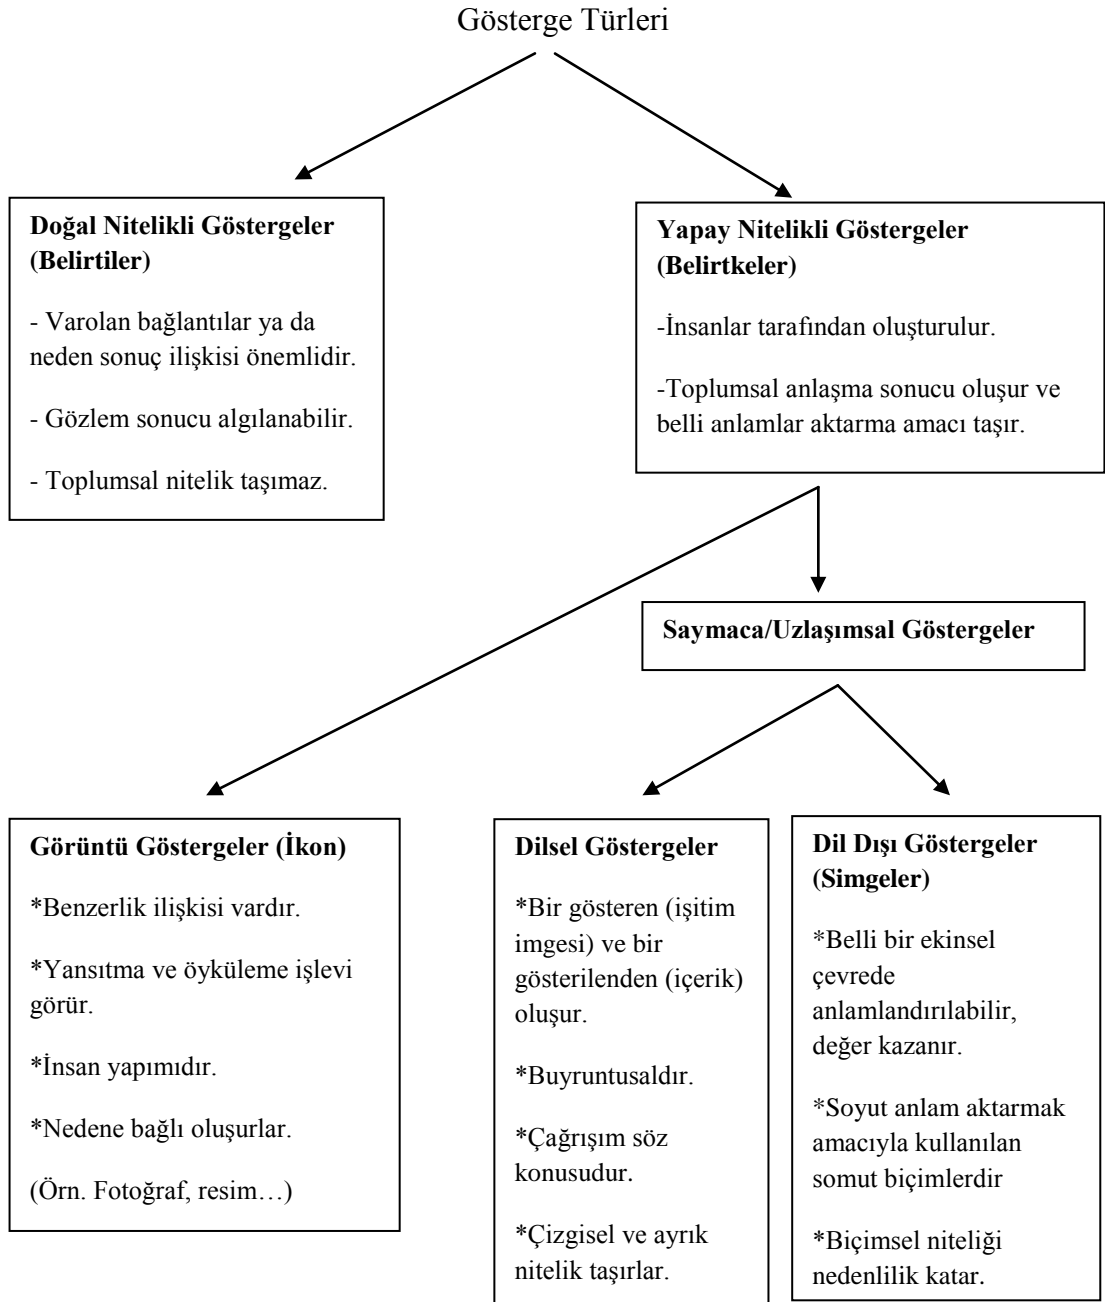 Gösterge Türleri
Doğal Nitelikli Göstergeler
(Belirtiler)
- Varolan bağlantılar ya da
neden sonuç ilişkisi önemlidir.
- Gözlem sonucu algılanabilir.
- Toplumsal nitelik taşımaz.
Yapay Nitelikli Göstergeler
(Belirtkeler)
-İnsanlar tarafından oluşturulur.
-Toplumsal anlaşma sonucu oluşur ve
belli anlamlar aktarma amacı taşır.
Saymaca/Uzlaşımsal Göstergeler
Görüntü Göstergeler (İkon)
*Benzerlik ilişkisi vardır.
*Yansıtma ve öyküleme işlevi
görür.
*İnsan yapımıdır.
*Nedene bağlı oluşurlar.
(Örn. Fotoğraf, resim…)
Dilsel Göstergeler
*Bir gösteren (işitim
imgesi) ve bir
gösterilenden (içerik)
oluşur.
*Buyruntusaldır.
*Çağrışım söz
konusudur.
*Çizgisel ve ayrık
nitelik taşırlar.
Dil Dışı Göstergeler
(Simgeler)
*Belli bir ekinsel
çevrede
anlamlandırılabilir,
değer kazanır.
*Soyut anlam aktarmak
amacıyla kullanılan
somut biçimlerdir
*Biçimsel niteliği
nedenlilik katar.